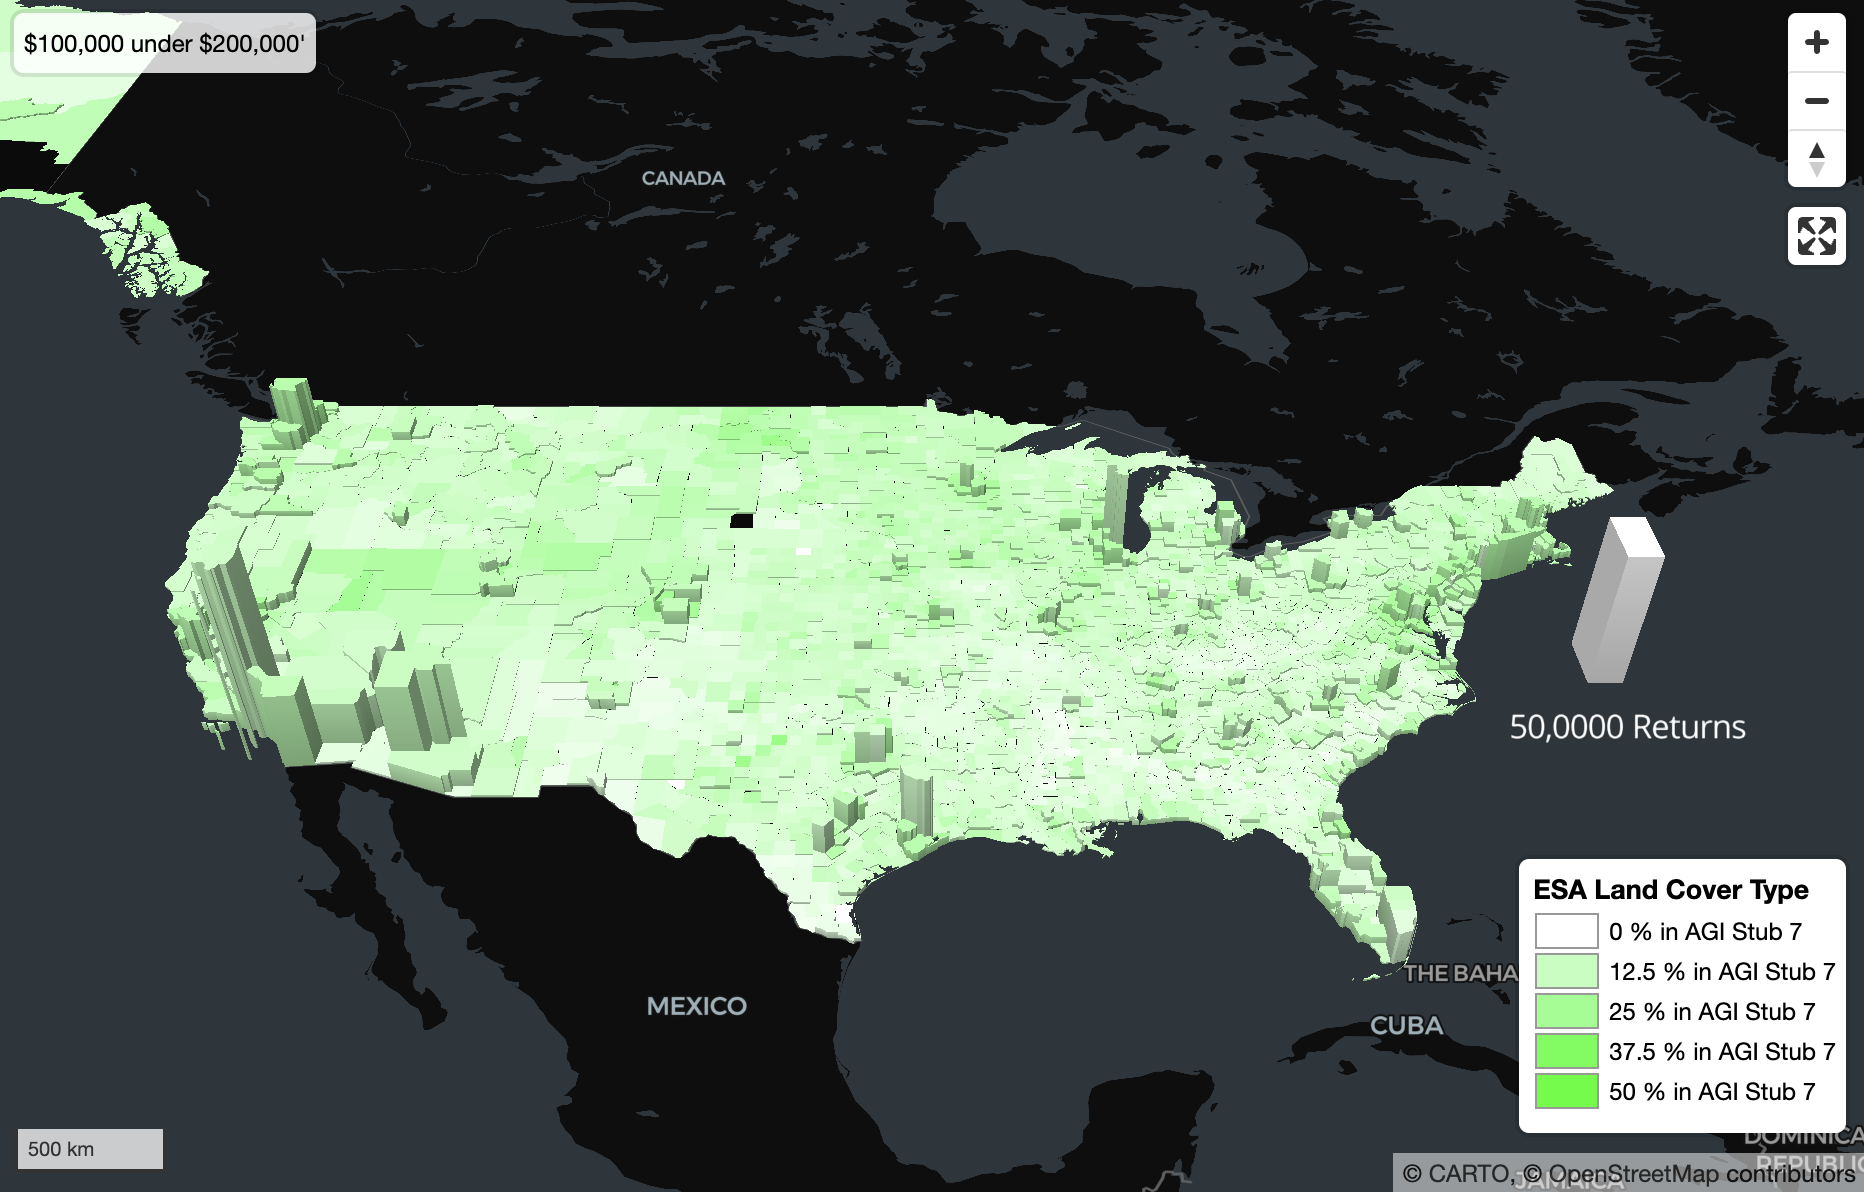 $100,000 under $200,000'
CANADA
50,0000 Returns
ESA Land Cover Type
0 % in AGI Stub 7
12.5 % in AGI Stub 7
25 % in AGI Stub 7
37.5 % in AGI Stub 7
50 % in AGI Stub 7
THE BAHA
MEXICO
CUBA
500 km
DOMINICA
REPUBLIC
© CARTO, © OpenStreetMap contributors
JAMAICA